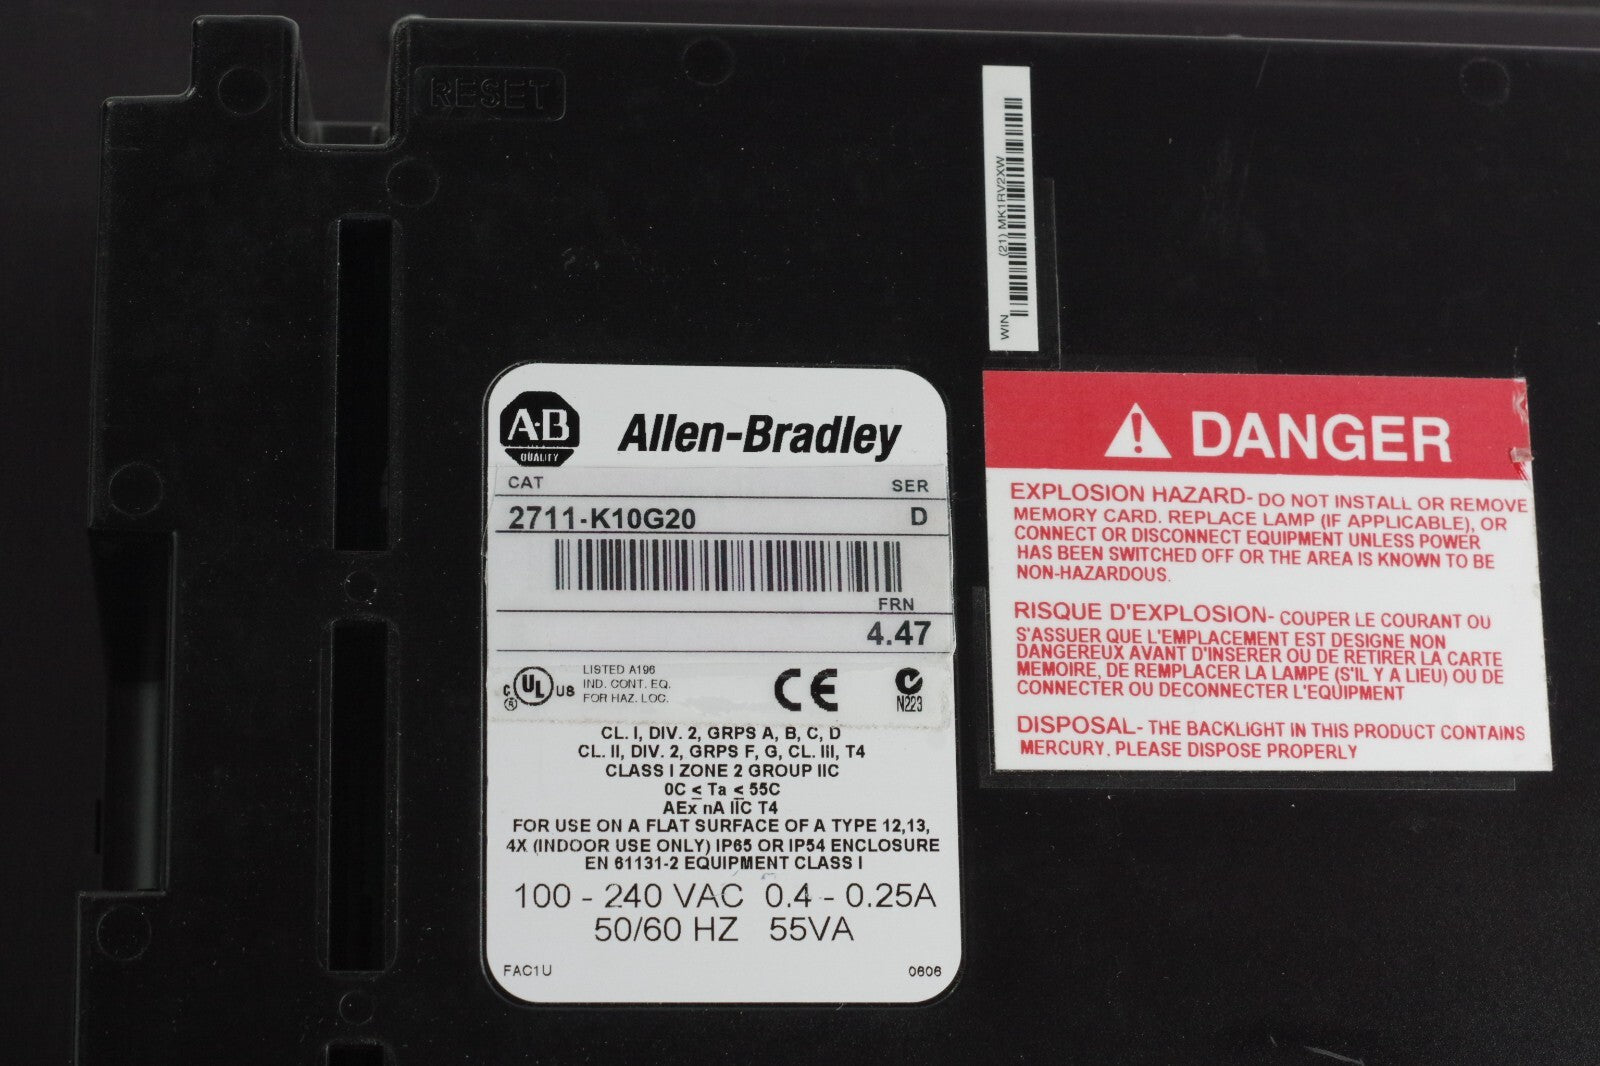 RESET
WIN (21) MK1RV2XW
A-B
QUALITY
Allen-Bradley
CAT SER
2711-K10G20 D
FRN
4.47
C UL US
LISTED A196
IND. CONT. EQ.
FOR HAZ. LOC.
CE
N223
CL. I, DIV. 2, GRPS A, B, C, D
CL. II, DIV. 2, GRPS F, G, CL. III, T4
CLASS I ZONE 2 GROUP IIC
0C ≤ Ta ≤ 55C
AEx nA IIC T4
FOR USE ON A FLAT SURFACE OF A TYPE 12,13,
4X (INDOOR USE ONLY) IP65 OR IP54 ENCLOSURE
EN 61131-2 EQUIPMENT CLASS I
100 - 240 VAC 0.4 - 0.25A
50/60 HZ 55VA
FAC1U 0606
DANGER
EXPLOSION HAZARD- DO NOT INSTALL OR REMOVE
MEMORY CARD. REPLACE LAMP (IF APPLICABLE), OR
CONNECT OR DISCONNECT EQUIPMENT UNLESS POWER
HAS BEEN SWITCHED OFF OR THE AREA IS KNOWN TO BE
NON-HAZARDOUS.
RISQUE D'EXPLOSION- COUPER LE COURANT OU
S'ASSUER QUE L'EMPLACEMENT EST DESIGNE NON
DANGEREUX AVANT D'INSERER OU DE RETIRER LA CARTE
MEMOIRE, DE REMPLACER LA LAMPE (S'IL Y A LIEU) OU DE
CONNECTER OU DECONNECTER L'EQUIPMENT
DISPOSAL- THE BACKLIGHT IN THIS PRODUCT CONTAINS
MERCURY, PLEASE DISPOSE PROPERLY